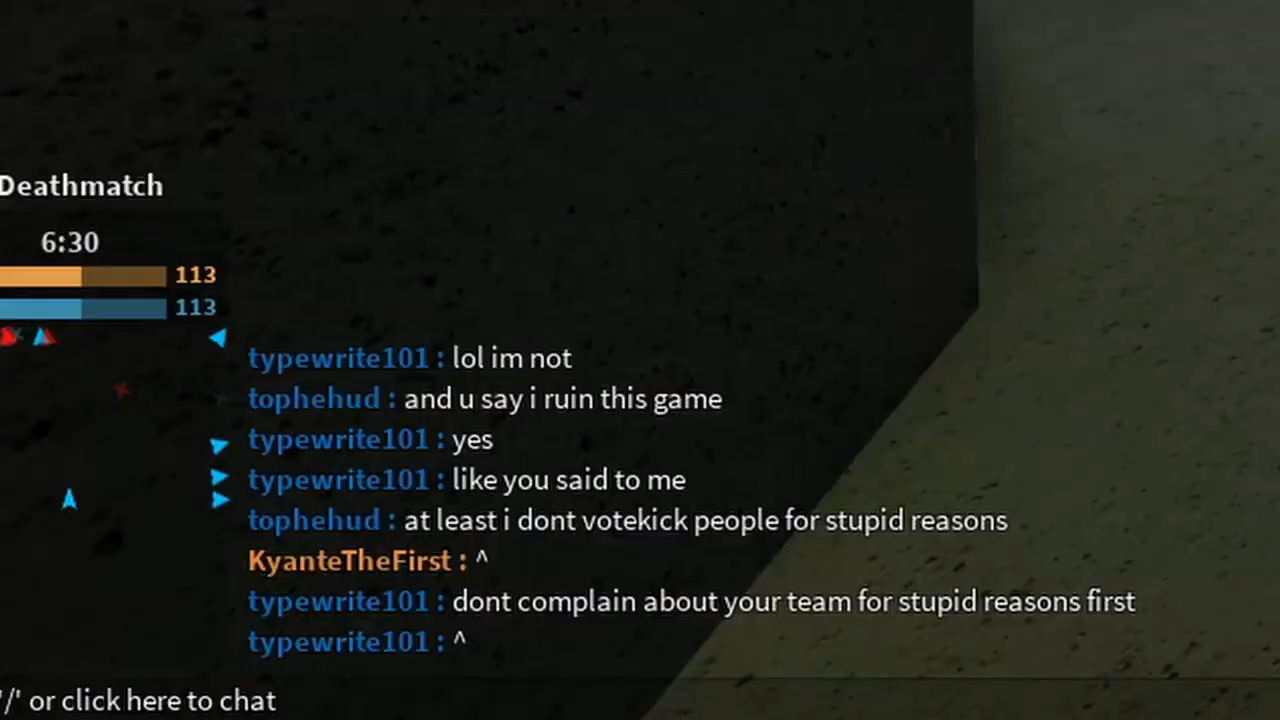 Deathmatch
6:30
113
113
typewrite101 : lol im not
tophehud : and u say i ruin this game
typewrite101 : yes
typewrite101 : like you said to me
tophehud : at least i dont votekick people for stupid reasons
KyanteTheFirst : ^
typewrite101 : dont complain about your team for stupid reasons first
typewrite101 : ^
'/' or click here to chat